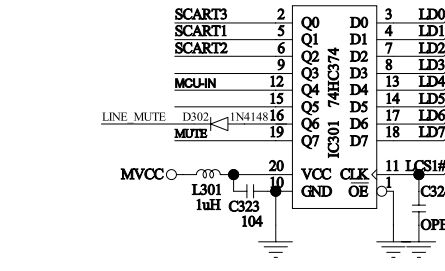 SCART3 2 Q0 D0 3 LD0
SCART1 5 Q1 D1 4 LD1
SCART2 6 Q2 D2 7 LD2
9 Q3 D3 8 LD3
MCU-IN 12 Q4 D4 13 LD4
15 Q5 D5 14 LD5
LINE_MUTE D302 1N4148 16 Q6 D6 17 LD6
MUTE 19 Q7 D7 18 LD7
IC301 74HC374
MVCC 20 VCC CLK 11 LCS1#
L301 1uH
10 GND OE 1
C323 104
C32
OPE